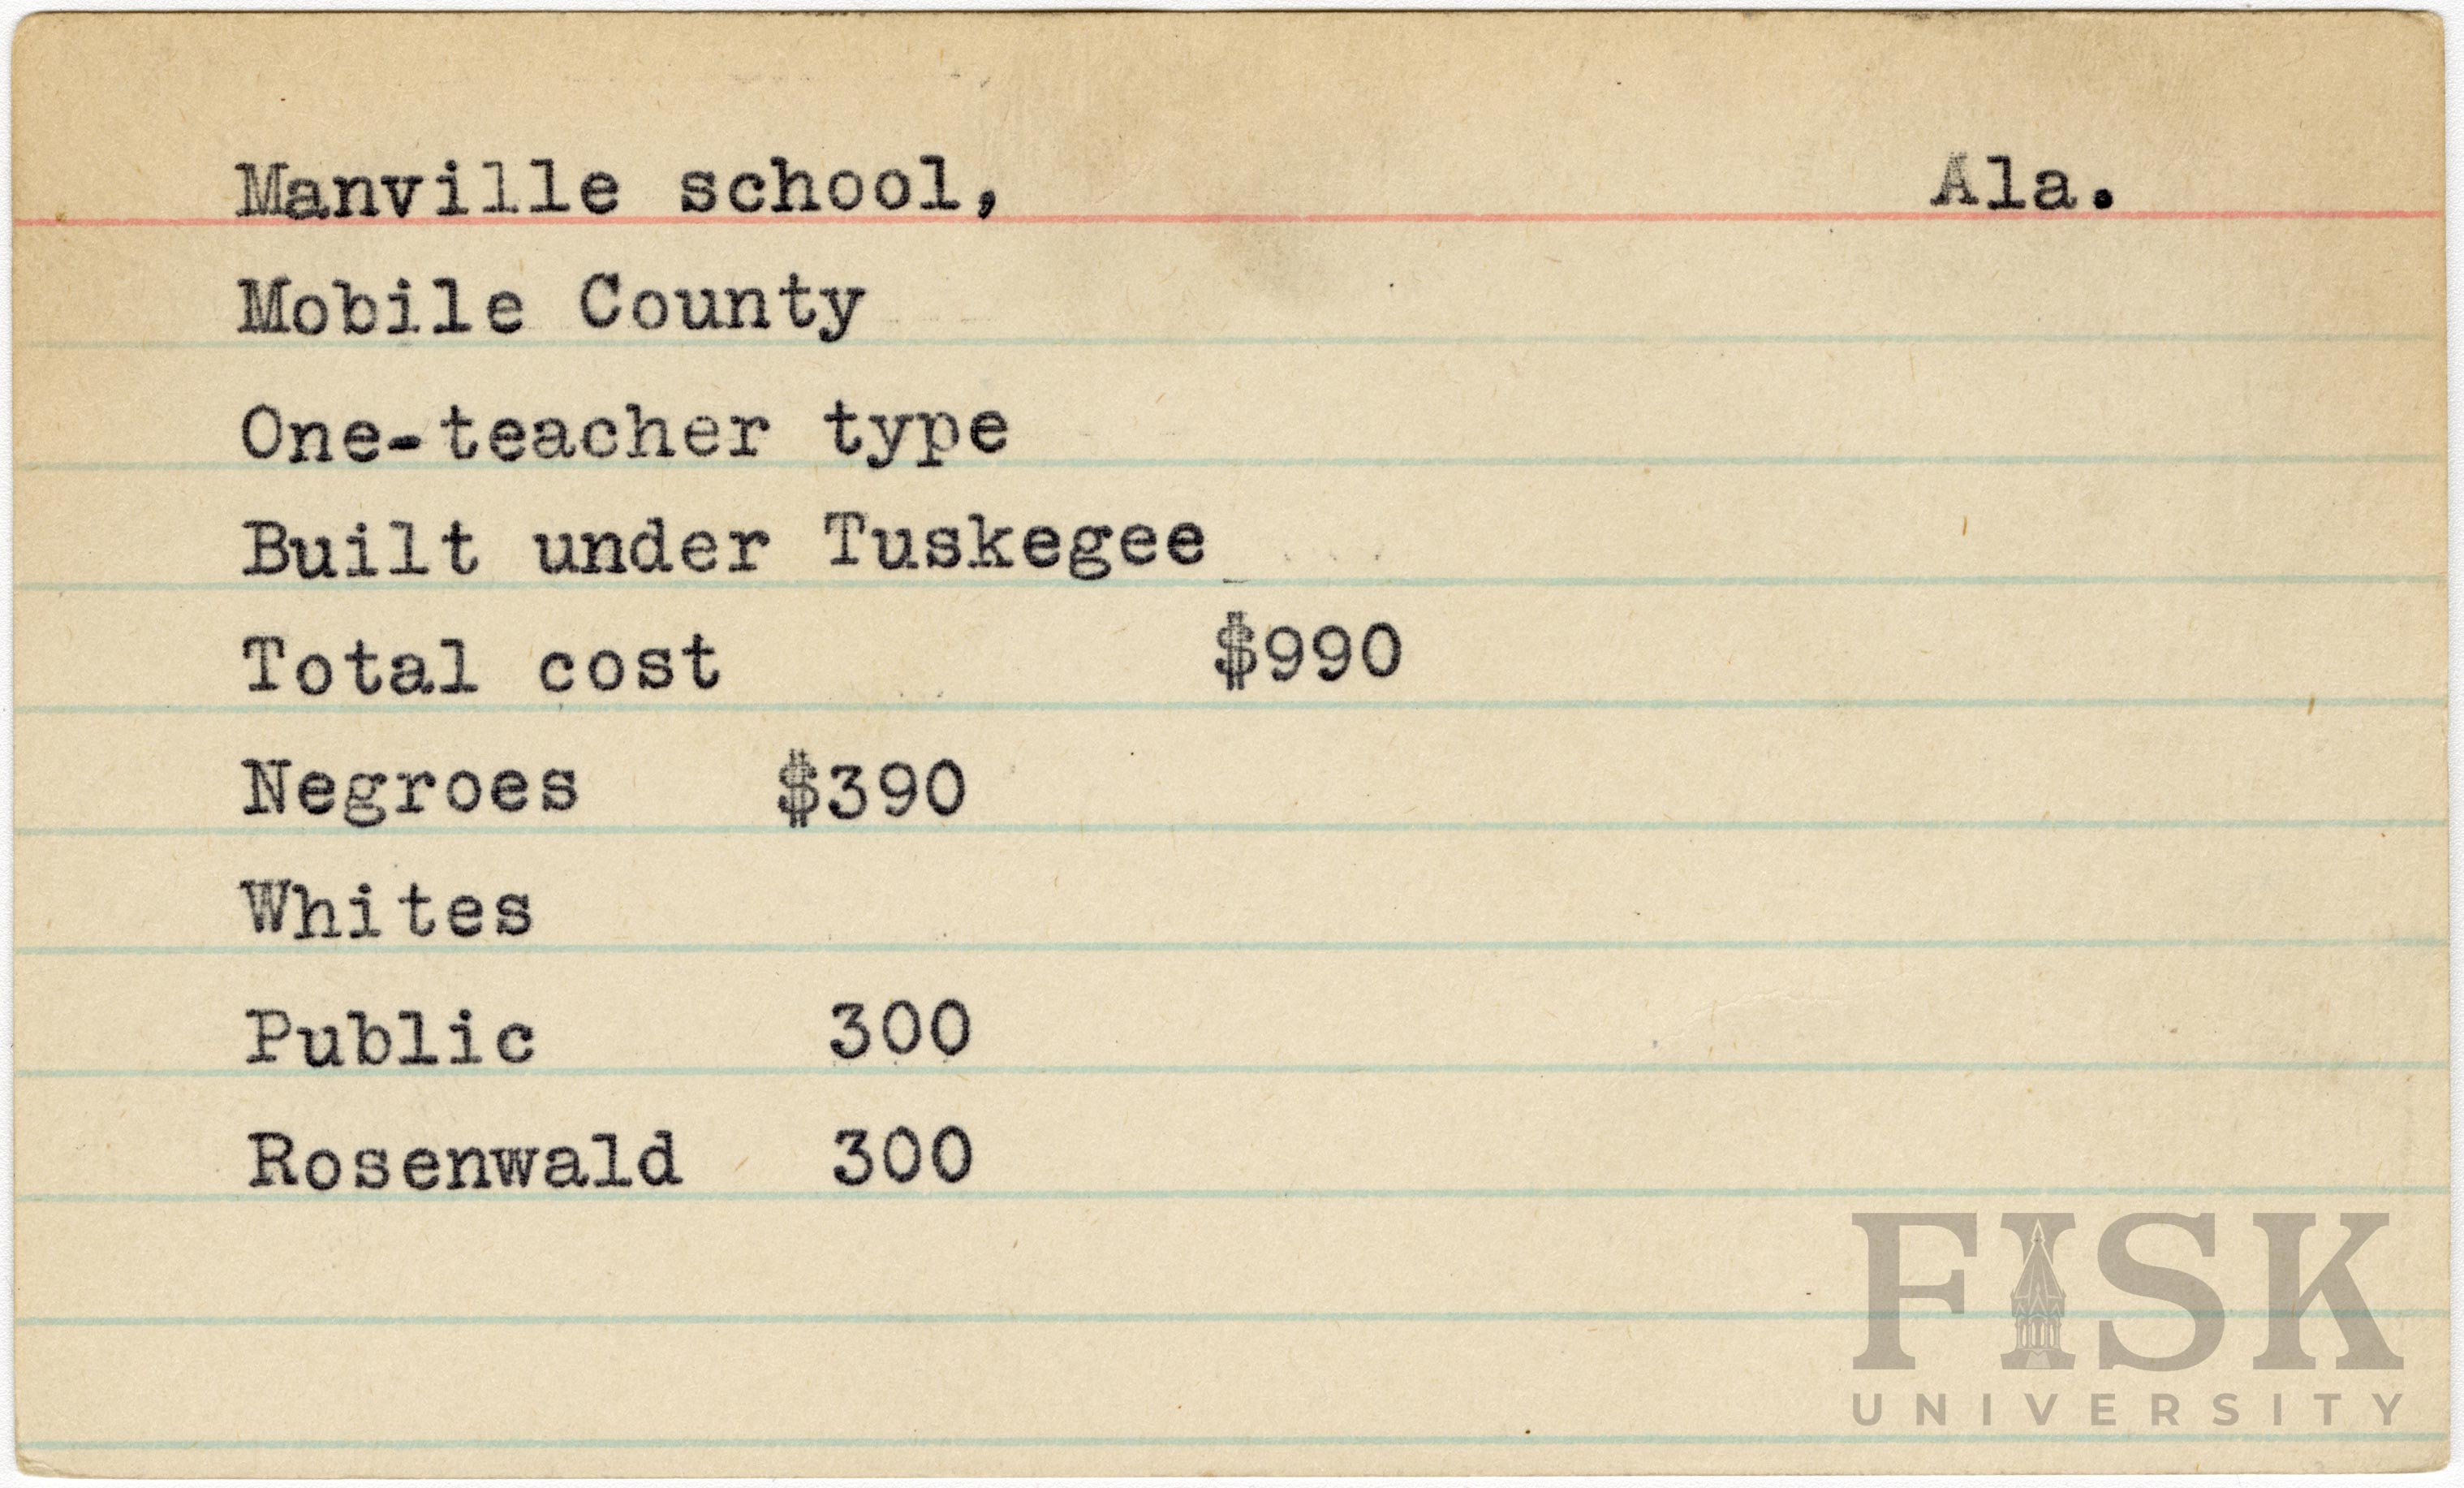 Manville school, Ala.
Mobile County
One-teacher type
Built under Tuskegee
Total cost $990
Negroes $390
Whites
Public 300
Rosenwald 300
FISK
UNIVERSITY